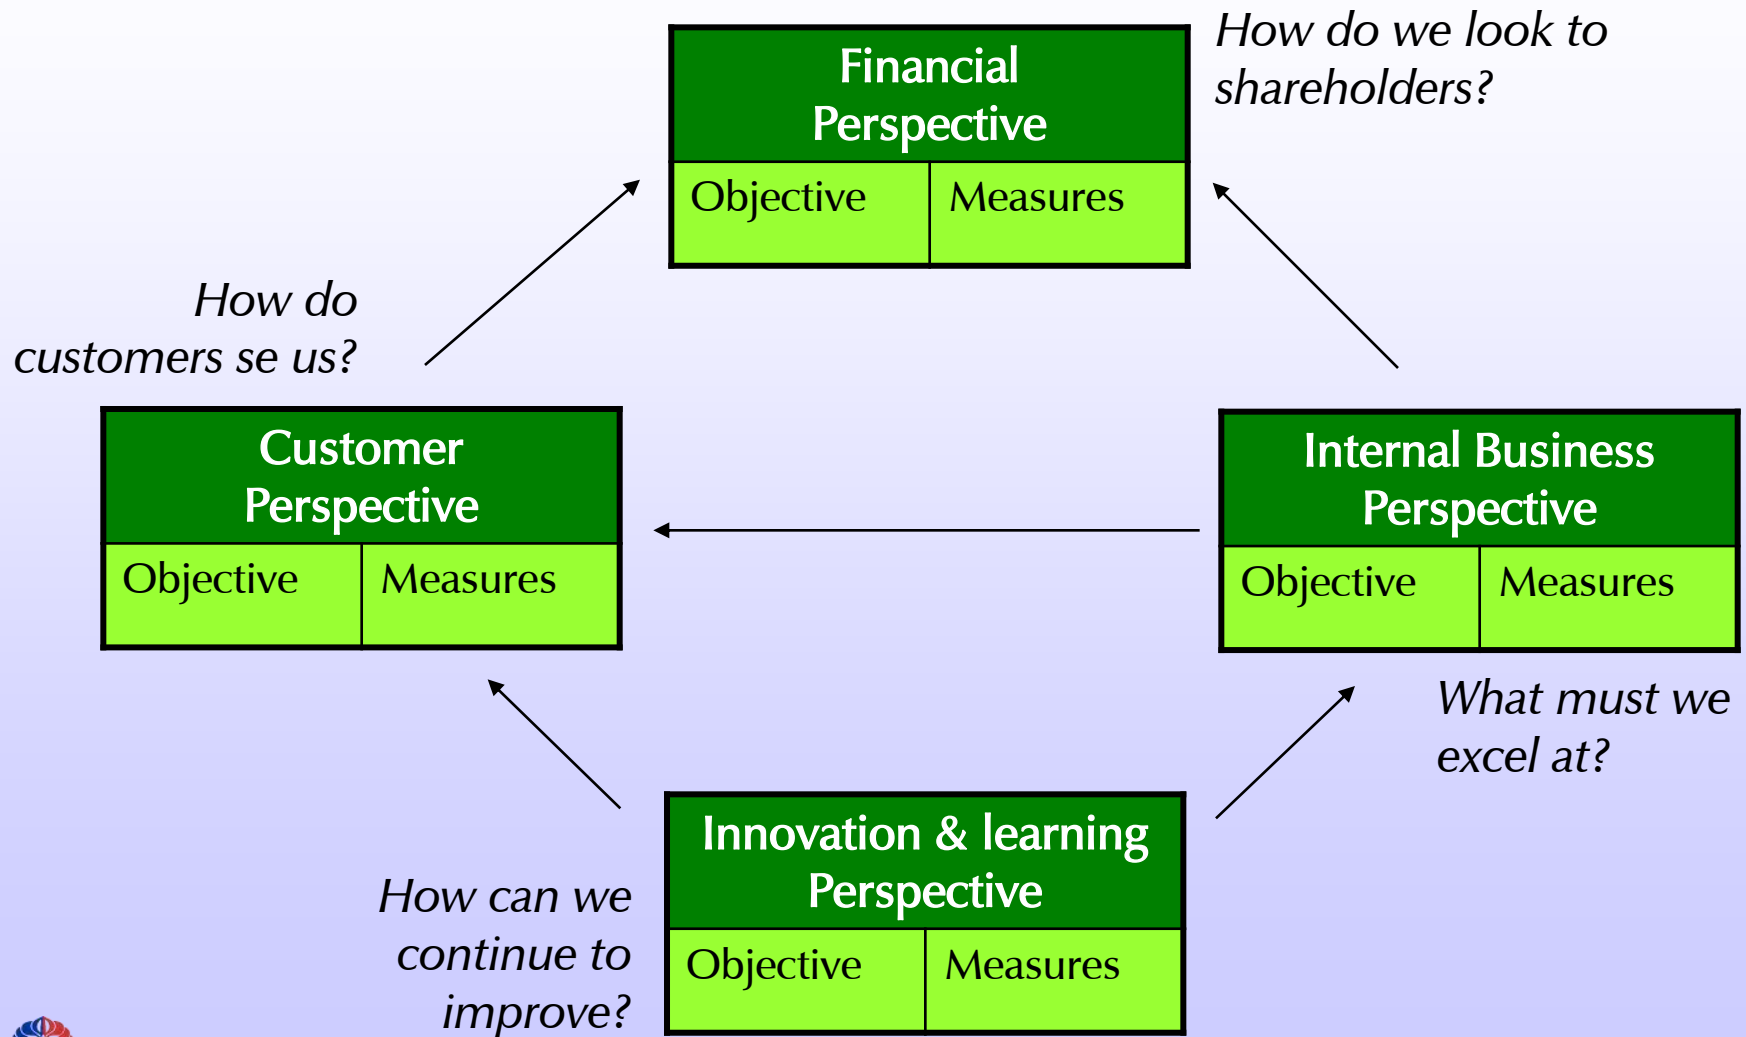 How do we look to
shareholders?
Financial
Perspective
Objective Measures
How do
customers se us?
Customer
Perspective
Objective Measures
Internal Business
Perspective
Objective Measures
What must we
excel at?
Innovation & learning
Perspective
Objective Measures
How can we
continue to
improve?